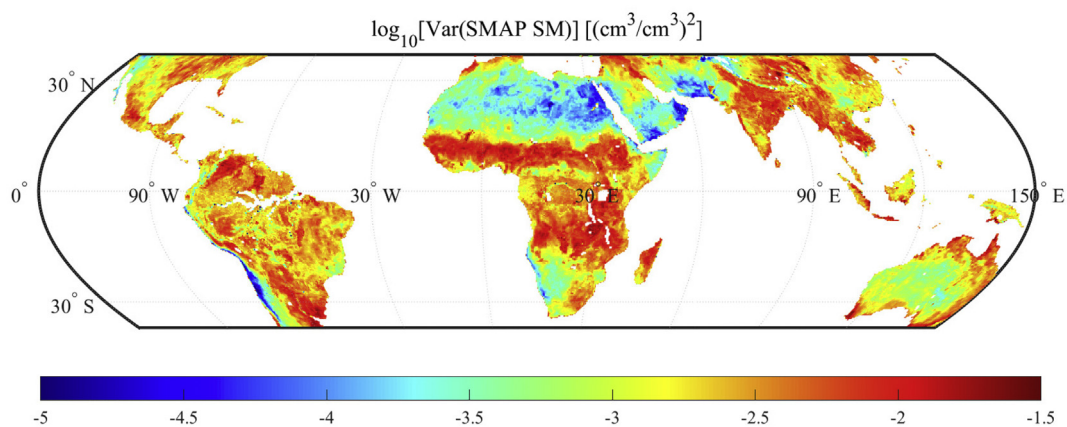 log₁₀[Var(SMAP SM)] [(cm³/cm³)²]
30° N
0° 90° W 30° W 30° E 90° E 150° E
30° S
-5 -4.5 -4 -3.5 -3 -2.5 -2 -1.5